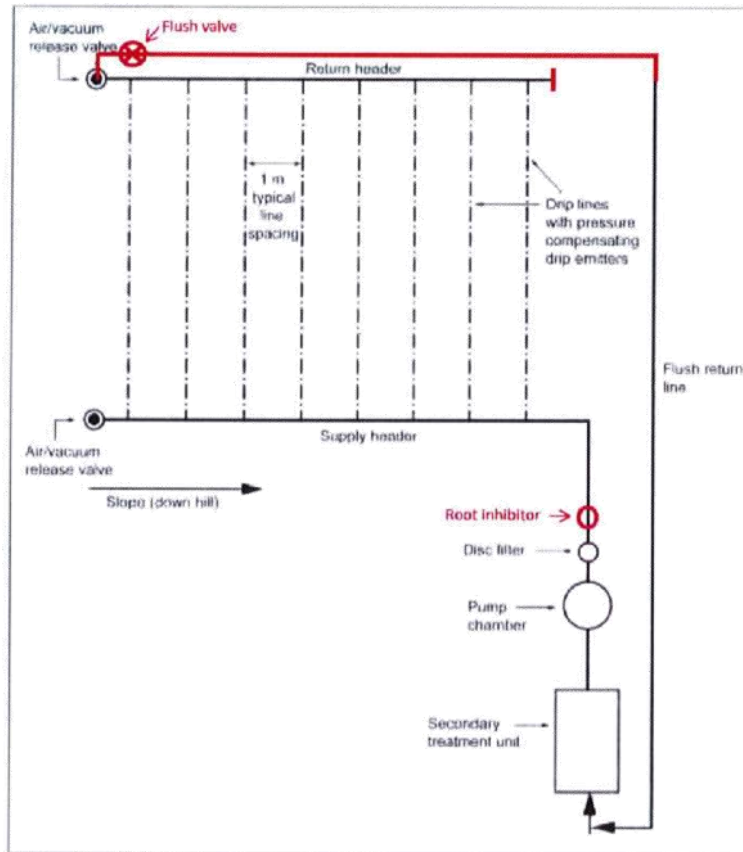 Air/vacuum
release valve
Flush valve
Return header
1 m
typical
line
spacing
Drip lines
with pressure
compensating
drip emitters
Flush return
line
Supply header
Air/vacuum
release valve
Slope (down hill)
Root inhibitor
Disc filter
Pump
chamber
Secondary
treatment unit